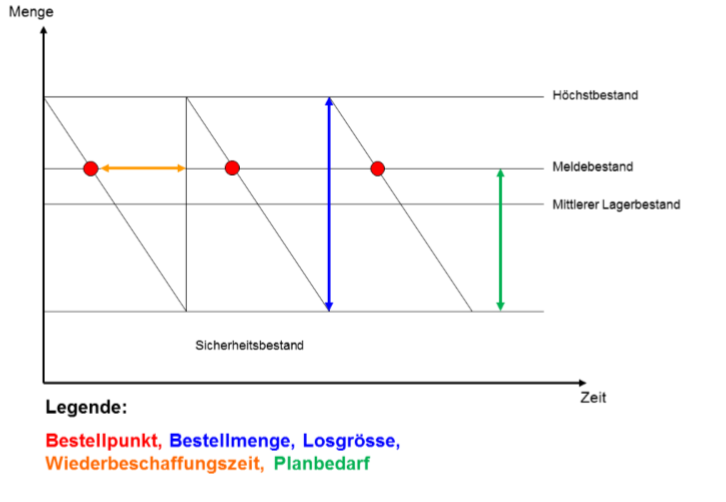 Menge
Höchstbestand
Meldebestand
Mittlerer Lagerbestand
Sicherheitsbestand
Zeit
Legende:
Bestellpunkt, Bestellmenge, Losgrösse,
Wiederbeschaffungszeit, Planbedarf